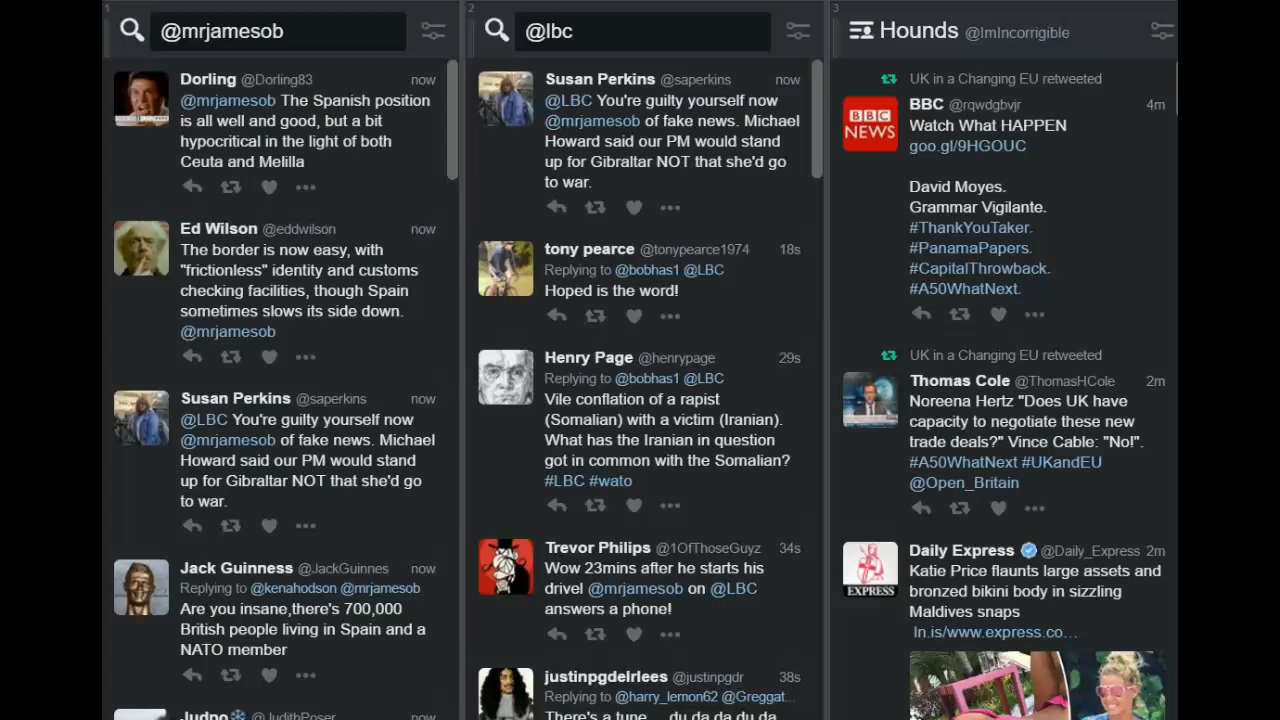 1
@mrjamesob
Dorling @Dorling83 now
@mrjamesob The Spanish position
is all well and good, but a bit
hypocritical in the light of both
Ceuta and Melilla
Ed Wilson @eddwilson now
The border is now easy, with
"frictionless" identity and customs
checking facilities, though Spain
sometimes slows its side down.
@mrjamesob
Susan Perkins @saperkins now
@LBC You're guilty yourself now
@mrjamesob of fake news. Michael
Howard said our PM would stand
up for Gibraltar NOT that she'd go
to war.
Jack Guinness @JackGuinnes now
Replying to @kenahodson @mrjamesob
Are you insane,there's 700,000
British people living in Spain and a
NATO member
Judpo @JudithPoser now
2
@lbc
Susan Perkins @saperkins now
@LBC You're guilty yourself now
@mrjamesob of fake news. Michael
Howard said our PM would stand
up for Gibraltar NOT that she'd go
to war.
tony pearce @tonypearce1974 18s
Replying to @bobhas1 @LBC
Hoped is the word!
Henry Page @henrypage 29s
Replying to @bobhas1 @LBC
Vile conflation of a rapist
(Somalian) with a victim (Iranian).
What has the Iranian in question
got in common with the Somalian?
#LBC #wato
Trevor Philips @1OfThoseGuyz 34s
Wow 23mins after he starts his
drivel @mrjamesob on @LBC
answers a phone!
justinpgdelrlees @justinpgdr 38s
Replying to @harry_lemon62 @Greggat...
There's a tune.... du da da du da
3
Hounds @ImIncorrigible
UK in a Changing EU retweeted
BBC @rqwdgbvjr 4m
BBC
NEWS
Watch What HAPPEN
goo.gl/9HGOUC
David Moyes.
Grammar Vigilante.
#ThankYouTaker.
#PanamaPapers.
#CapitalThrowback.
#A50WhatNext.
UK in a Changing EU retweeted
Thomas Cole @ThomasHCole 2m
Noreena Hertz "Does UK have
capacity to negotiate these new
trade deals?" Vince Cable: "No!".
#A50WhatNext #UKandEU
@Open_Britain
Daily Express @Daily_Express 2m
EXPRESS
Katie Price flaunts large assets and
bronzed bikini body in sizzling
Maldives snaps
ln.is/www.express.co…